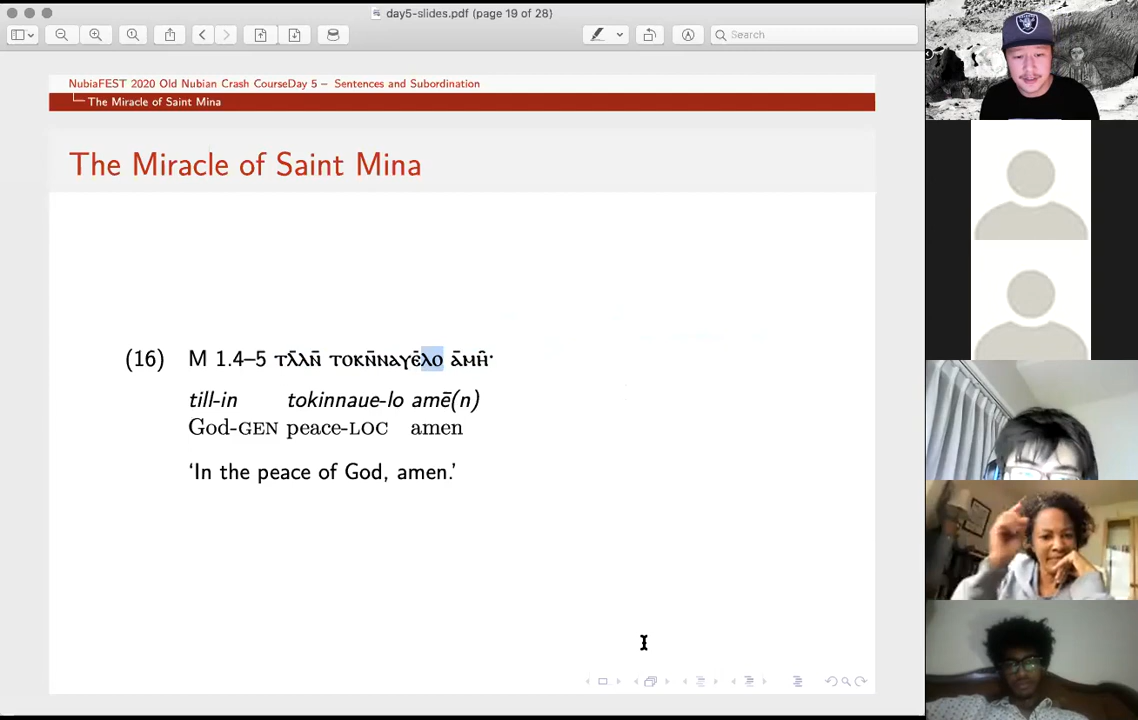 day5-slides.pdf (page 19 of 28)
Search
NubiaFEST 2020 Old Nubian Crash CourseDay 5 – Sentences and Subordination
The Miracle of Saint Mina
The Miracle of Saint Mina
(16) M 1.4–5 ⲧⲗ̄ⲗⲛ̄ ⲧⲟⲕⲛ̄ⲛⲁⲩⲉ̄ⲗⲟ ⲁ̄ⲙⲏ̄·
till-in tokinnaue-lo amē(n)
God-GEN peace-LOC amen
‘In the peace of God, amen.’